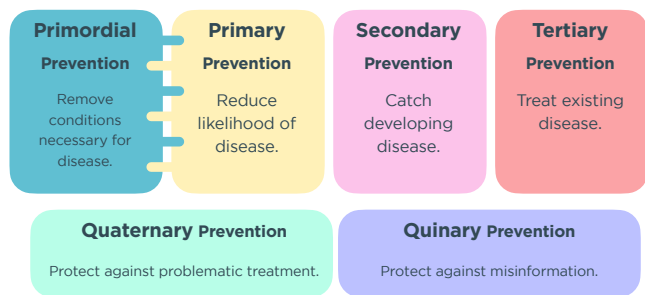 Primordial
Prevention
Remove
conditions
necessary for
disease.
Primary
Prevention
Reduce
likelihood of
disease.
Secondary
Prevention
Catch
developing
disease.
Tertiary
Prevention
Treat existing
disease.
Quaternary Prevention
Protect against problematic treatment.
Quinary Prevention
Protect against misinformation.